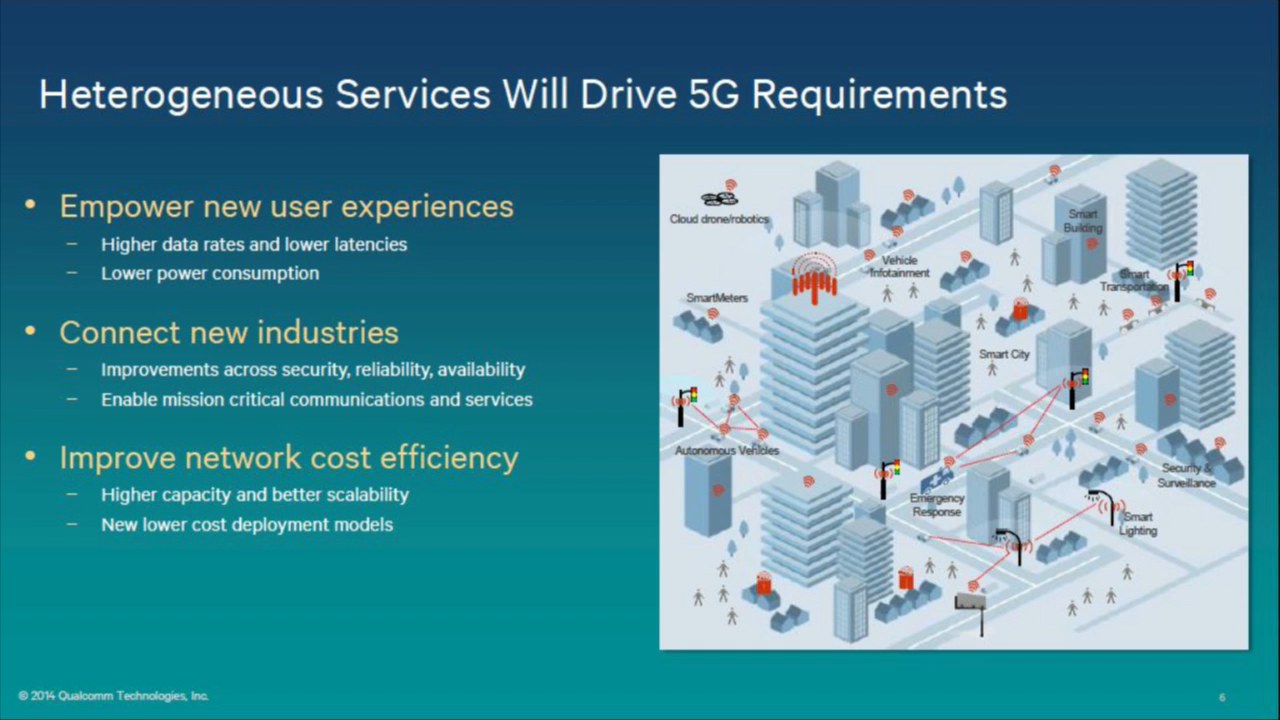 Heterogeneous Services Will Drive 5G Requirements
• Empower new user experiences
– Higher data rates and lower latencies
– Lower power consumption
• Connect new industries
– Improvements across security, reliability, availability
– Enable mission critical communications and services
• Improve network cost efficiency
– Higher capacity and better scalability
– New lower cost deployment models
Cloud drone/robotics
Smart
Building
Vehicle
Infotainment
Smart
Transportation
SmartMeters
Smart City
Autonomous Vehicles
Security &
Surveillance
Emergency
Response
Smart
Lighting
© 2014 Qualcomm Technologies, Inc.
6